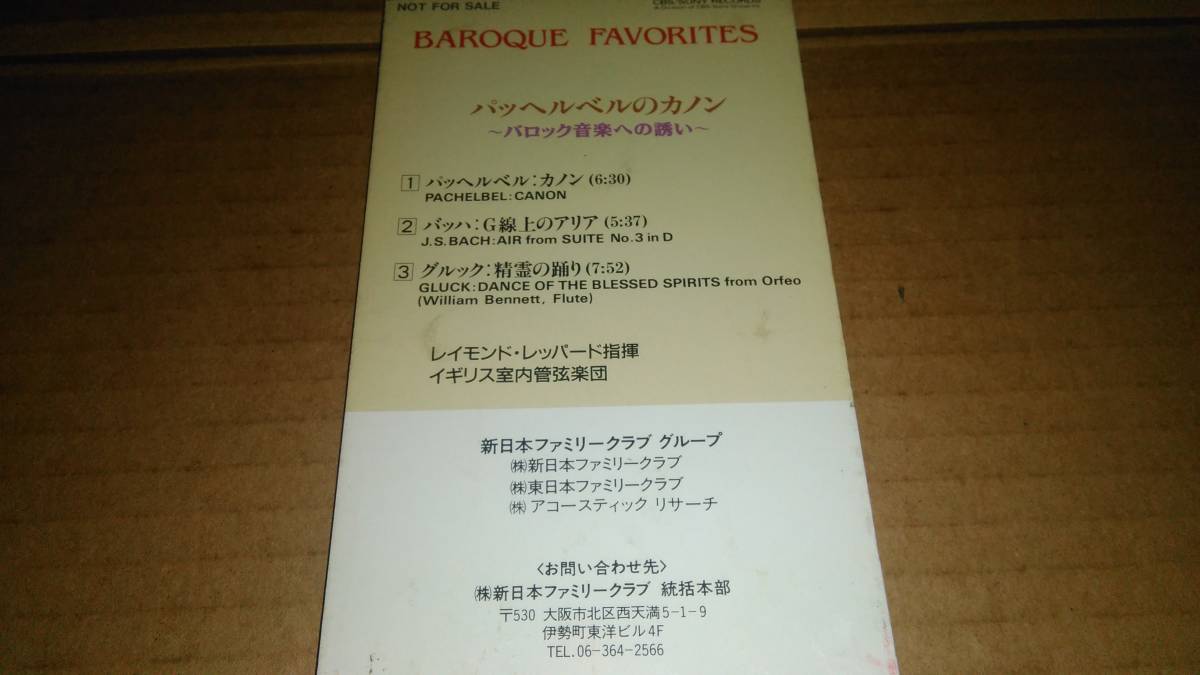 NOT FOR SALE
CBS/SONY RECORDS
BAROQUE FAVORITES
パッヘルベルのカノン
〜バロック音楽への誘い〜
1 パッヘルベル:カノン (6:30)
PACHELBEL:CANON
2 バッハ:G線上のアリア (5:37)
J.S.BACH:AIR from SUITE No.3 in D
3 グルック:精霊の踊り (7:52)
GLUCK:DANCE OF THE BLESSED SPIRITS from Orfeo
(William Bennett, Flute)
レイモンド・レッパード指揮
イギリス室内管弦楽団
新日本ファミリークラブ グループ
㈱新日本ファミリークラブ
㈱東日本ファミリークラブ
㈱アコースティック リサーチ
〈お問い合わせ先〉
㈱新日本ファミリークラブ 統括本部
〒530 大阪市北区西天満5-1-9
伊勢町東洋ビル4F
TEL.06-364-2566